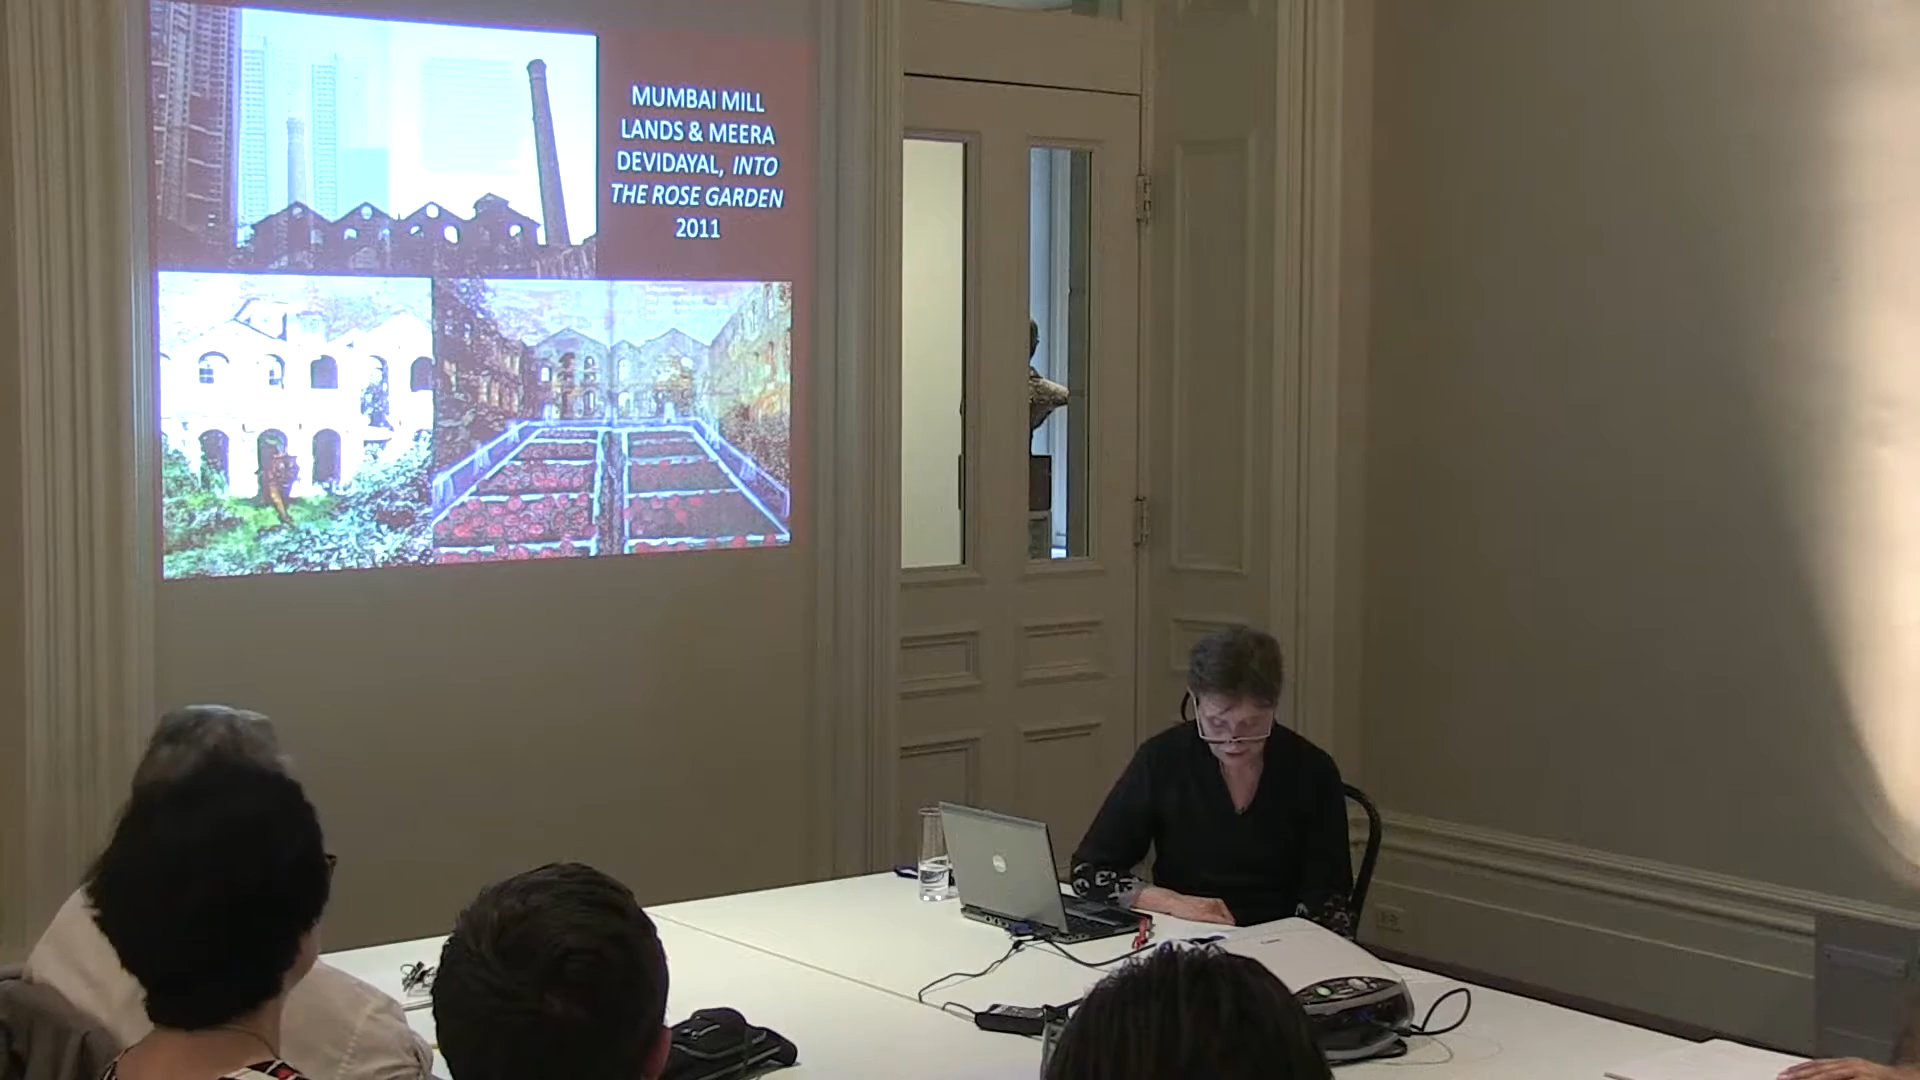 MUMBAI MILL
LANDS & MEERA
DEVIDAYAL, INTO
THE ROSE GARDEN
2011